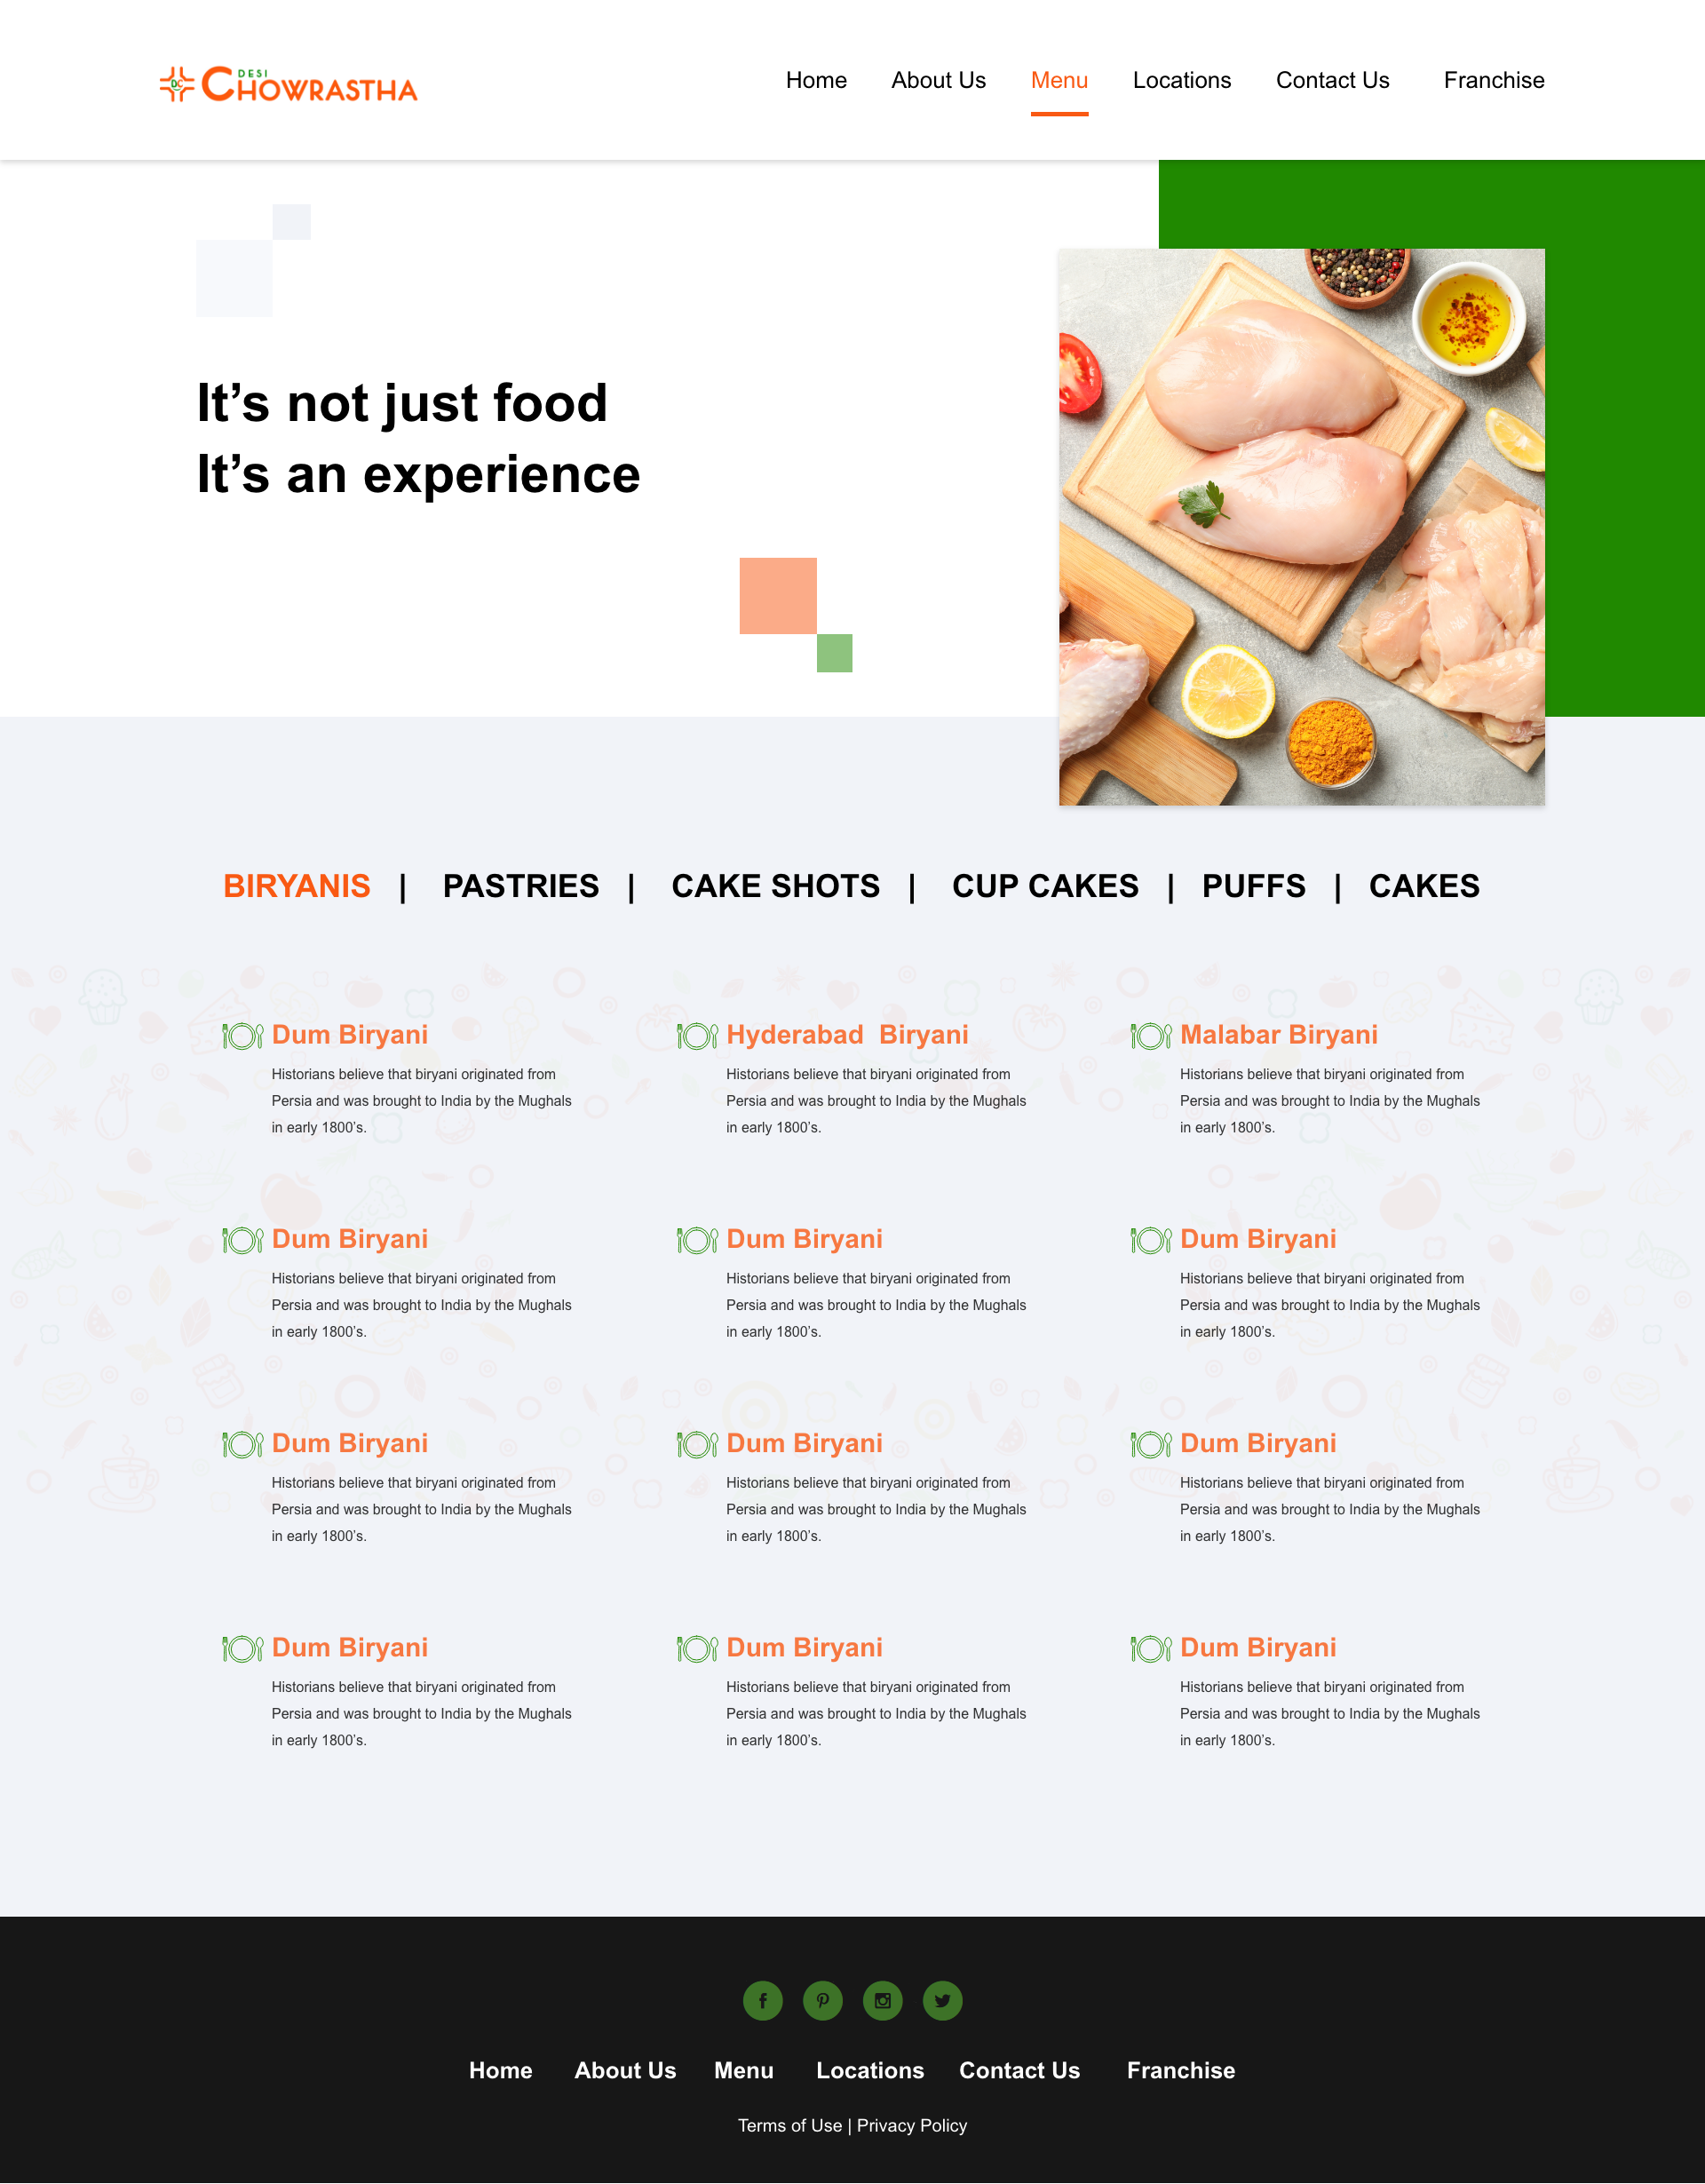 DC DESI CHOWRASTHA
Home About Us Menu Locations Contact Us Franchise
It’s not just food
It’s an experience
BIRYANIS | PASTRIES | CAKE SHOTS | CUP CAKES | PUFFS | CAKES
Dum Biryani
Historians believe that biryani originated from
Persia and was brought to India by the Mughals
in early 1800’s.
Hyderabad Biryani
Historians believe that biryani originated from
Persia and was brought to India by the Mughals
in early 1800’s.
Malabar Biryani
Historians believe that biryani originated from
Persia and was brought to India by the Mughals
in early 1800’s.
Dum Biryani
Historians believe that biryani originated from
Persia and was brought to India by the Mughals
in early 1800’s.
Dum Biryani
Historians believe that biryani originated from
Persia and was brought to India by the Mughals
in early 1800’s.
Dum Biryani
Historians believe that biryani originated from
Persia and was brought to India by the Mughals
in early 1800’s.
Dum Biryani
Historians believe that biryani originated from
Persia and was brought to India by the Mughals
in early 1800’s.
Dum Biryani
Historians believe that biryani originated from
Persia and was brought to India by the Mughals
in early 1800’s.
Dum Biryani
Historians believe that biryani originated from
Persia and was brought to India by the Mughals
in early 1800’s.
Dum Biryani
Historians believe that biryani originated from
Persia and was brought to India by the Mughals
in early 1800’s.
Dum Biryani
Historians believe that biryani originated from
Persia and was brought to India by the Mughals
in early 1800’s.
Dum Biryani
Historians believe that biryani originated from
Persia and was brought to India by the Mughals
in early 1800’s.
Home About Us Menu Locations Contact Us Franchise
Terms of Use | Privacy Policy